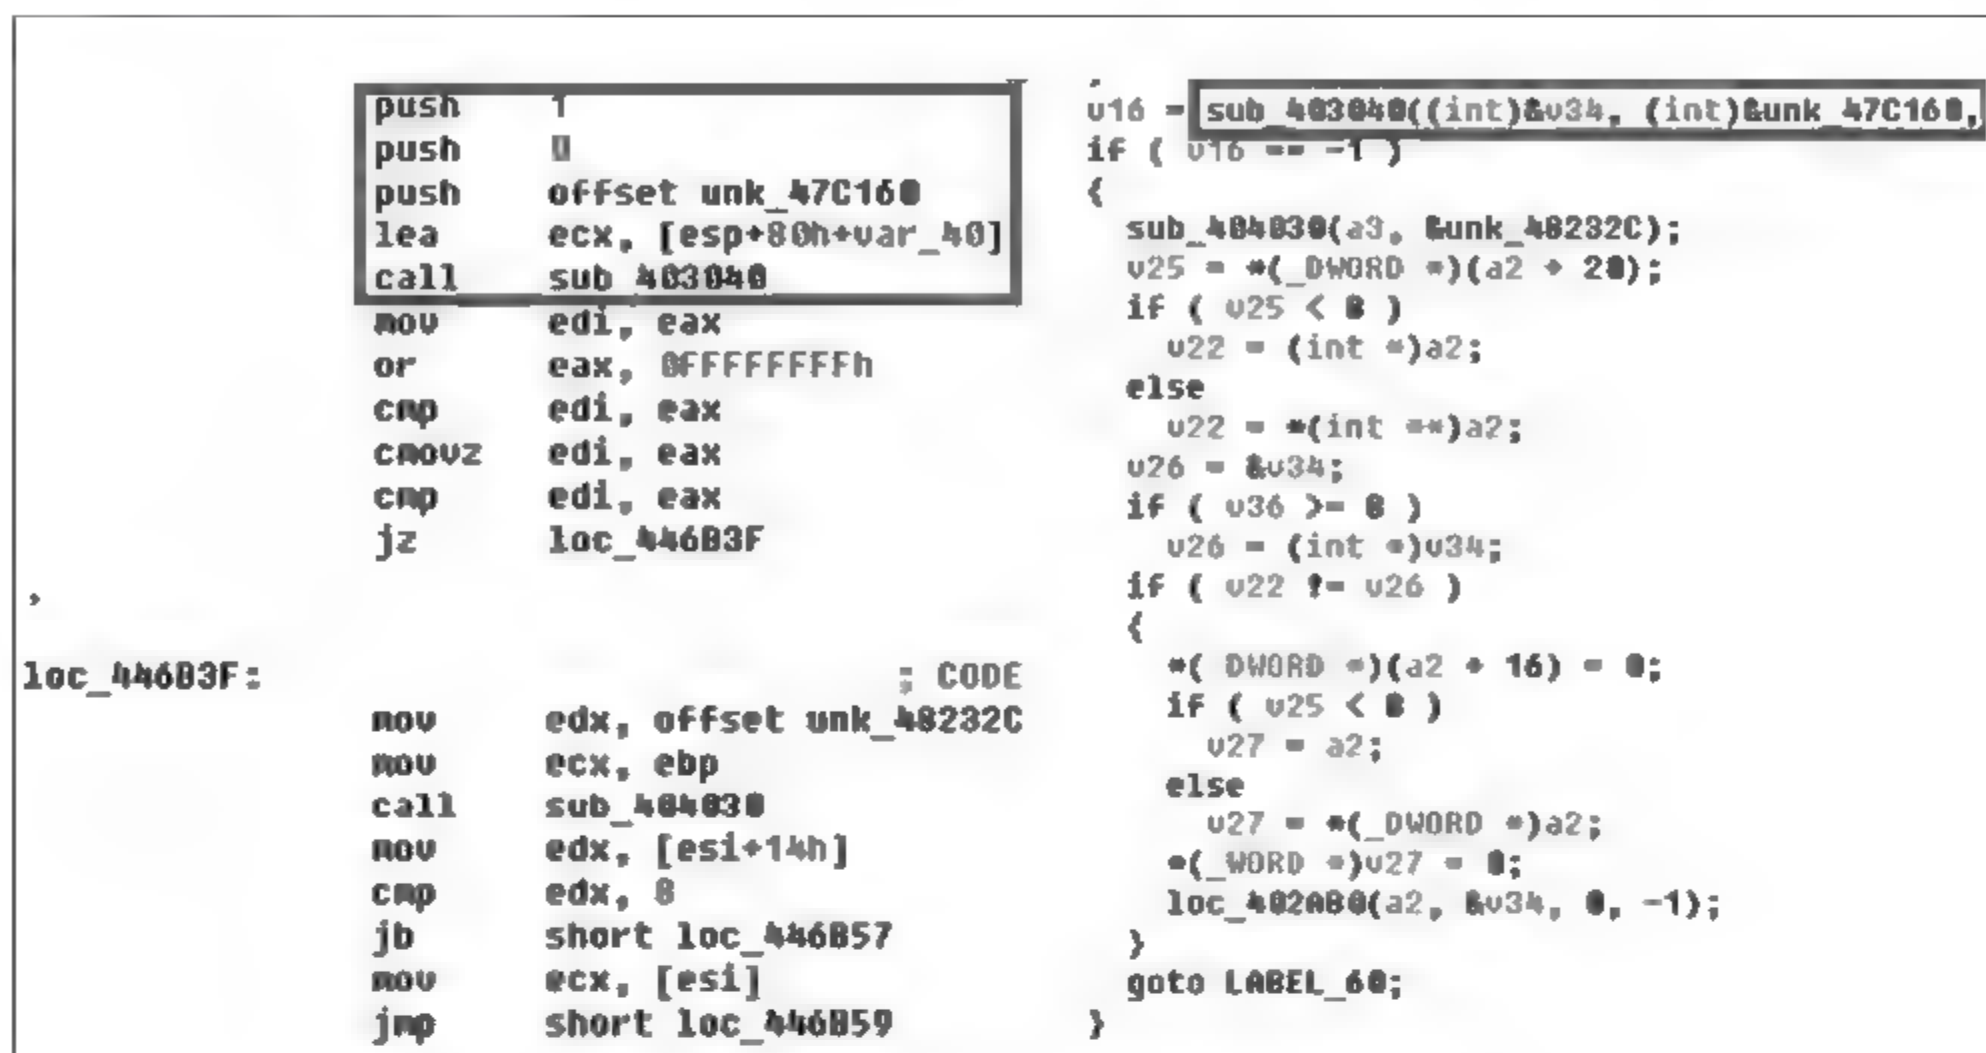 push 1
push 0
push offset unk_47C160
lea ecx, [esp+80h+var_40]
call sub_403040
mov edi, eax
or eax, 0FFFFFFFFh
cmp edi, eax
cmovz edi, eax
cmp edi, eax
jz loc_446B3F
loc_446B3F: ; CODE
mov edx, offset unk_48232C
mov ecx, ebp
call sub_404030
mov edx, [esi+14h]
cmp edx, 8
jb short loc_446B57
mov ecx, [esi]
jmp short loc_446B59
v16 = sub_403040((int)&v34, (int)&unk_47C160,
if ( v16 == -1 )
{
sub_404030(a3, &unk_48232C);
v25 = *(_DWORD *)(a2 + 20);
if ( v25 < 8 )
v22 = (int *)a2;
else
v22 = *(int **)a2;
v26 = &v34;
if ( v36 >= 8 )
v26 = (int *)v34;
if ( v22 != v26 )
{
*(_DWORD *)(a2 + 16) = 0;
if ( v25 < 8 )
v27 = a2;
else
v27 = *(_DWORD *)a2;
*(_WORD *)v27 = 0;
loc_402AB0(a2, &v34, 0, -1);
}
goto LABEL_60;
}